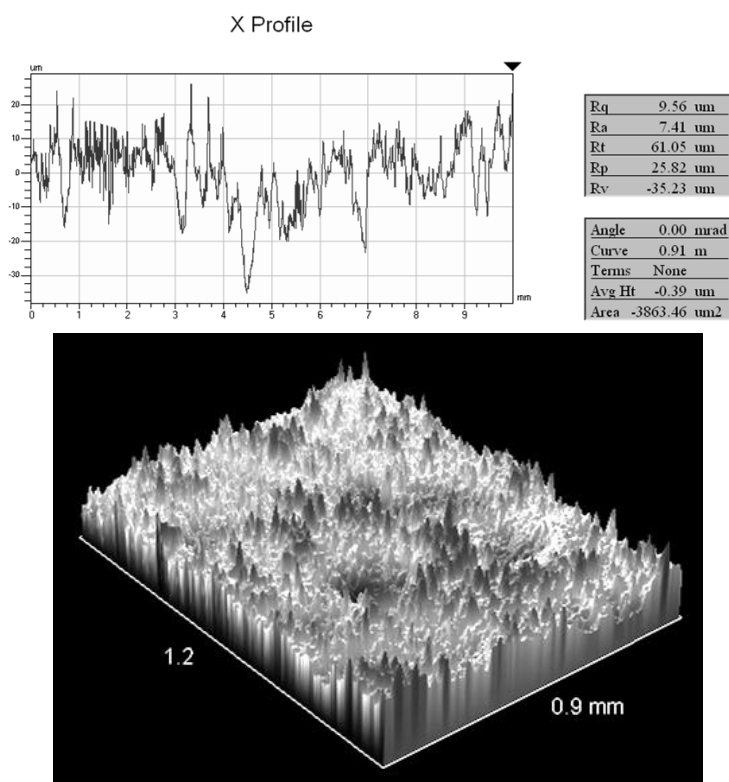 X Profile
um
20
10
0
-10
-20
-30
0 1 2 3 4 5 6 7 8 9
mm
Rq 9.56 um
Ra 7.41 um
Rt 61.05 um
Rp 25.82 um
Rv -35.23 um
Angle 0.00 mrad
Curve 0.91 m
Terms None
Avg Ht -0.39 um
Area -3863.46 um2
1.2
0.9 mm